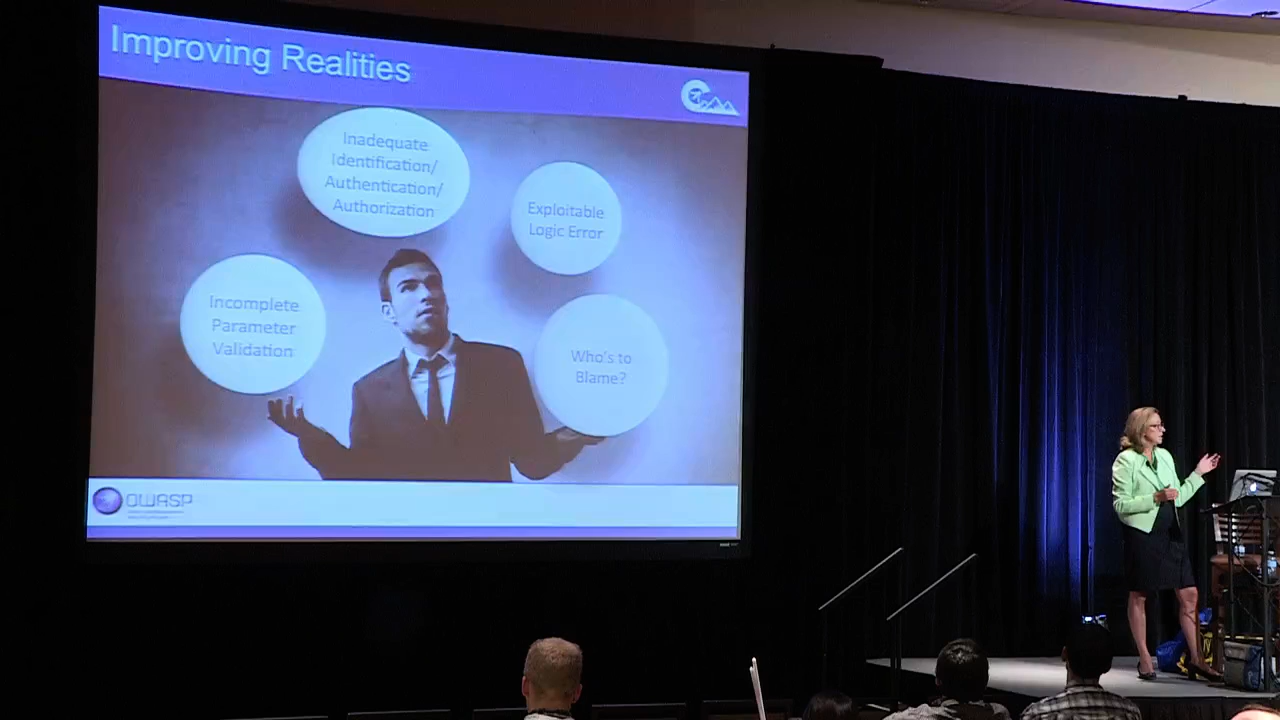 Improving Realities
Inadequate
Identification/
Authentication/
Authorization
Exploitable
Logic Error
Incomplete
Parameter
Validation
Who's to
Blame?
OWASP